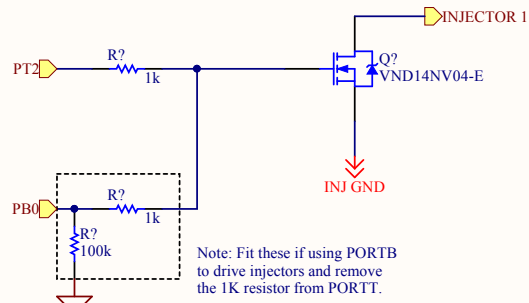 INJECTOR 1
R?
PT2
1k
Q?
VND14NV04-E
INJ GND
R?
PB0
1k
R?
100k
Note: Fit these if using PORTB
to drive injectors and remove
the 1K resistor from PORTT.